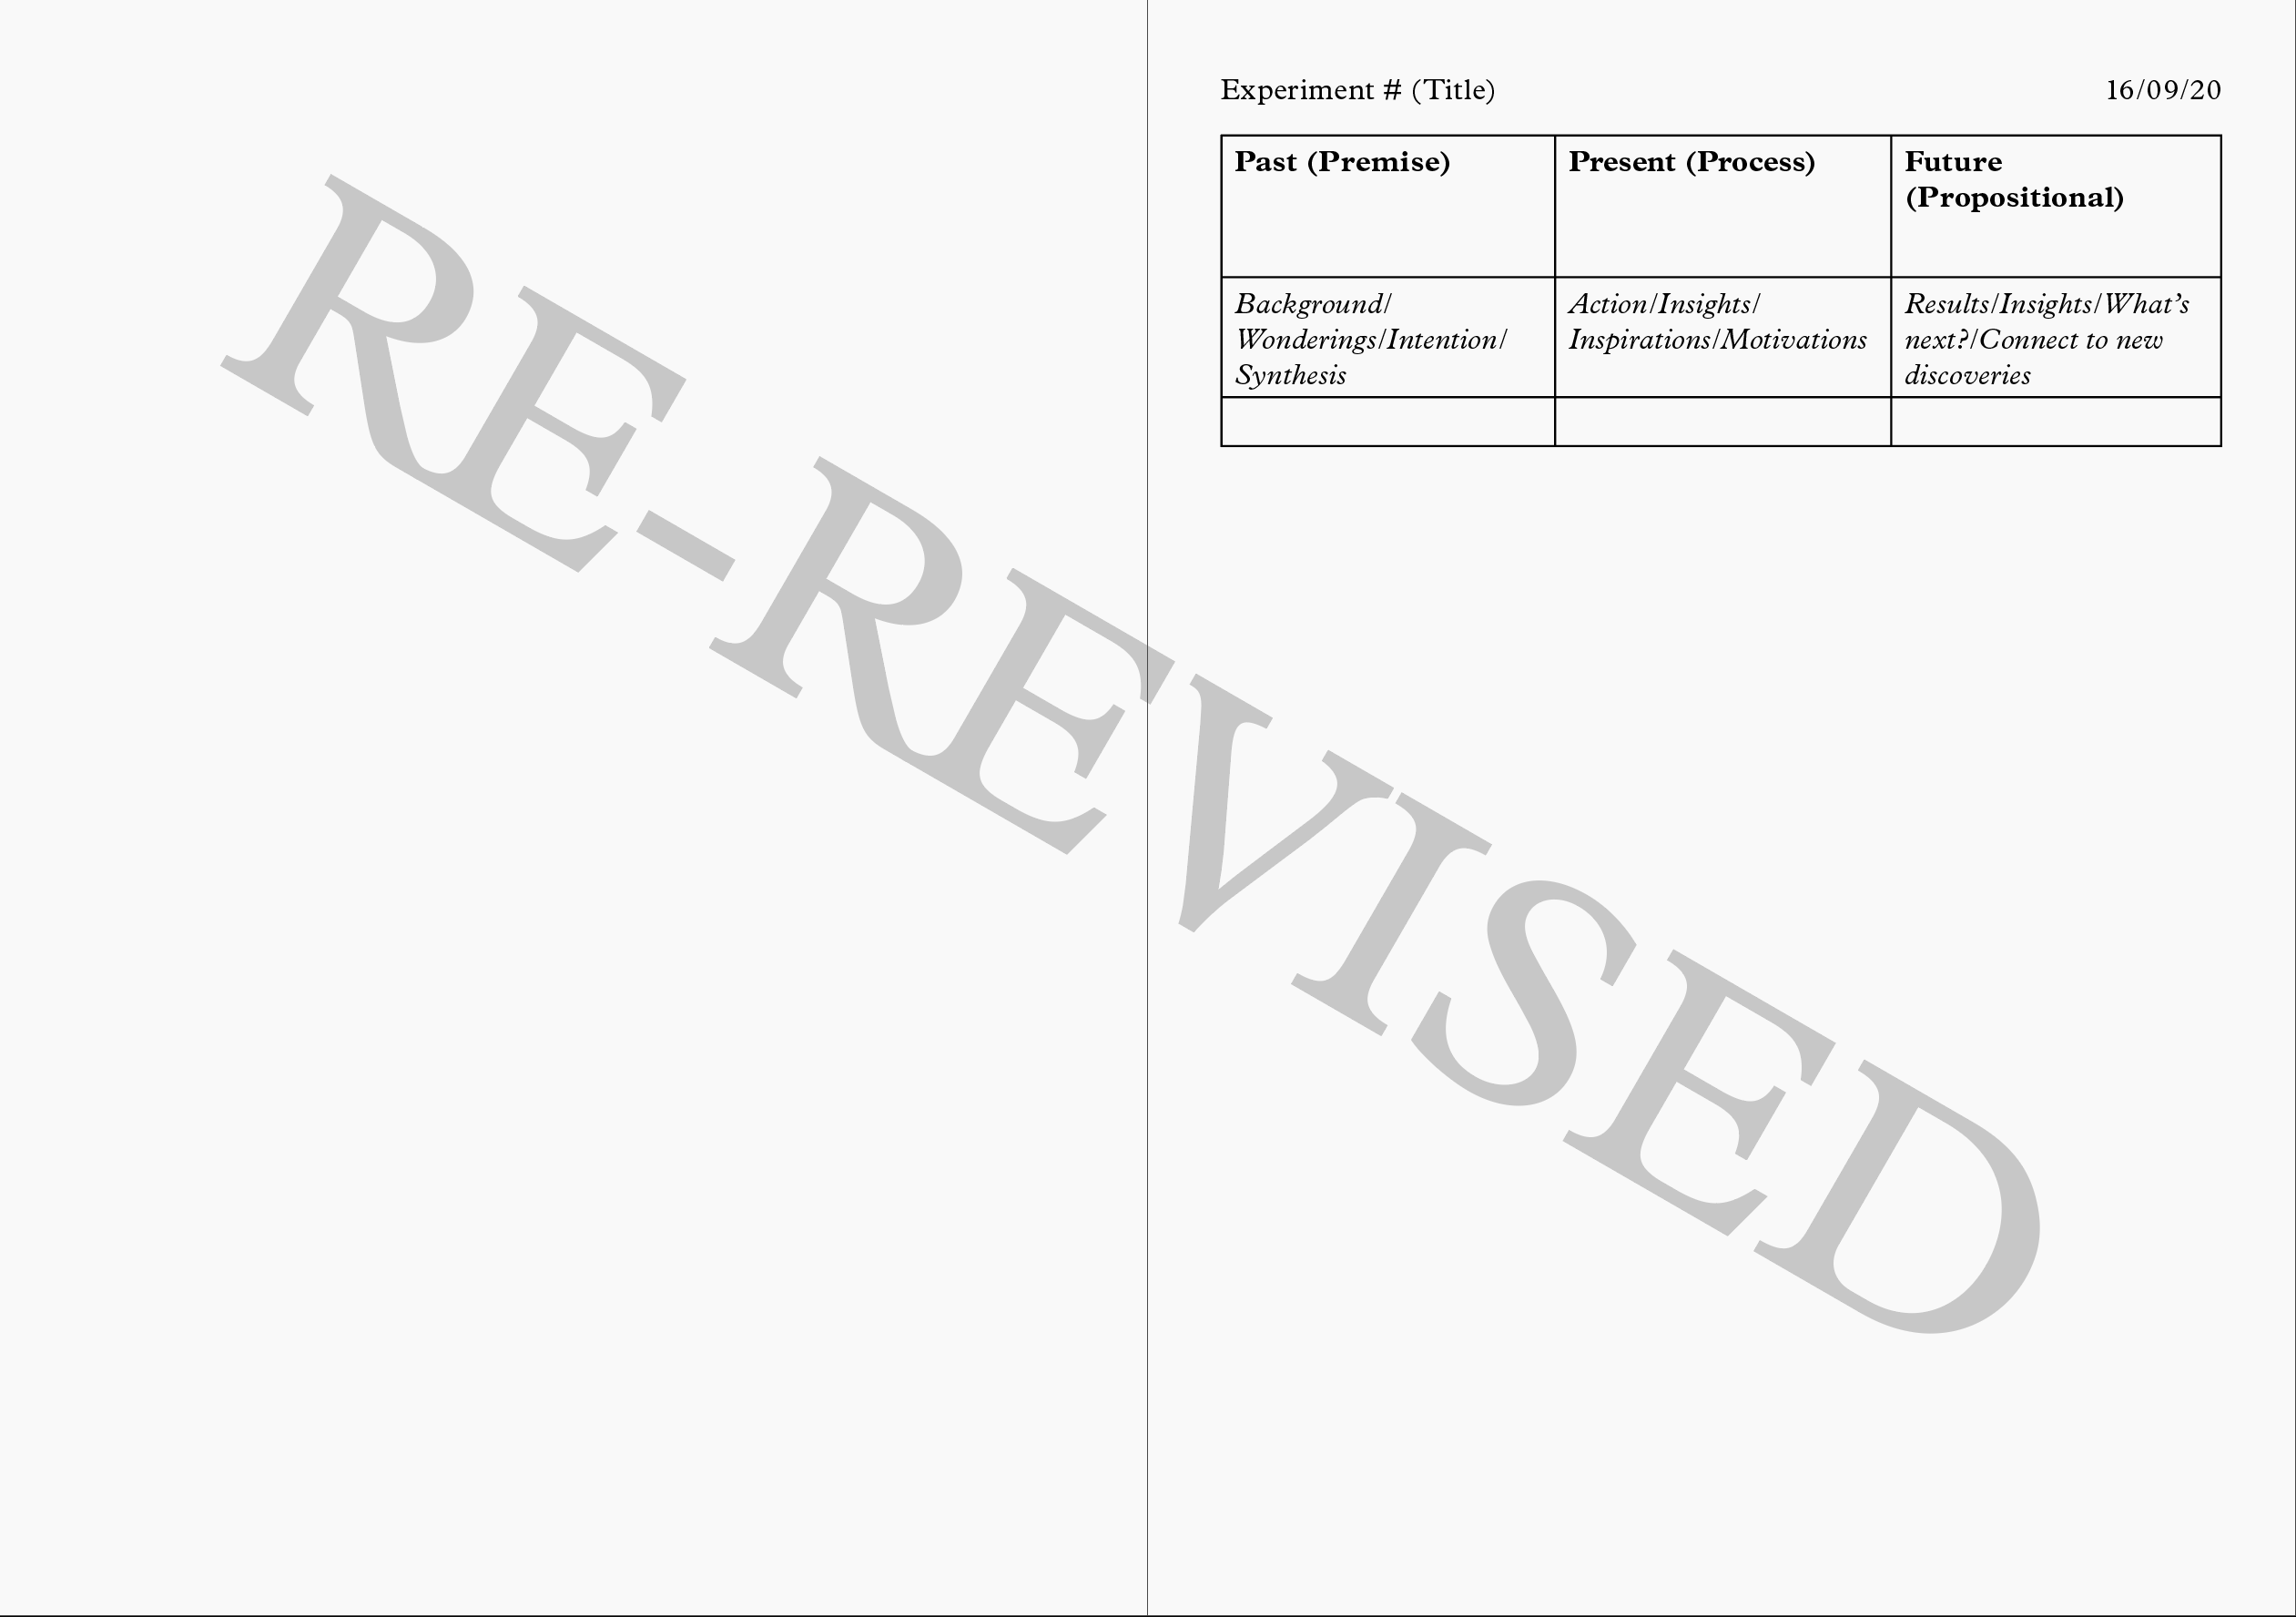 RE-REVISED
Experiment # (Title) 16/09/20
Past (Premise) Present (Process) Future
(Propositional)
Background/ Action/Insights/ Results/Insights/What’s
Wonderings/Intention/ Inspirations/Motivations next?/Connect to new
Synthesis discoveries